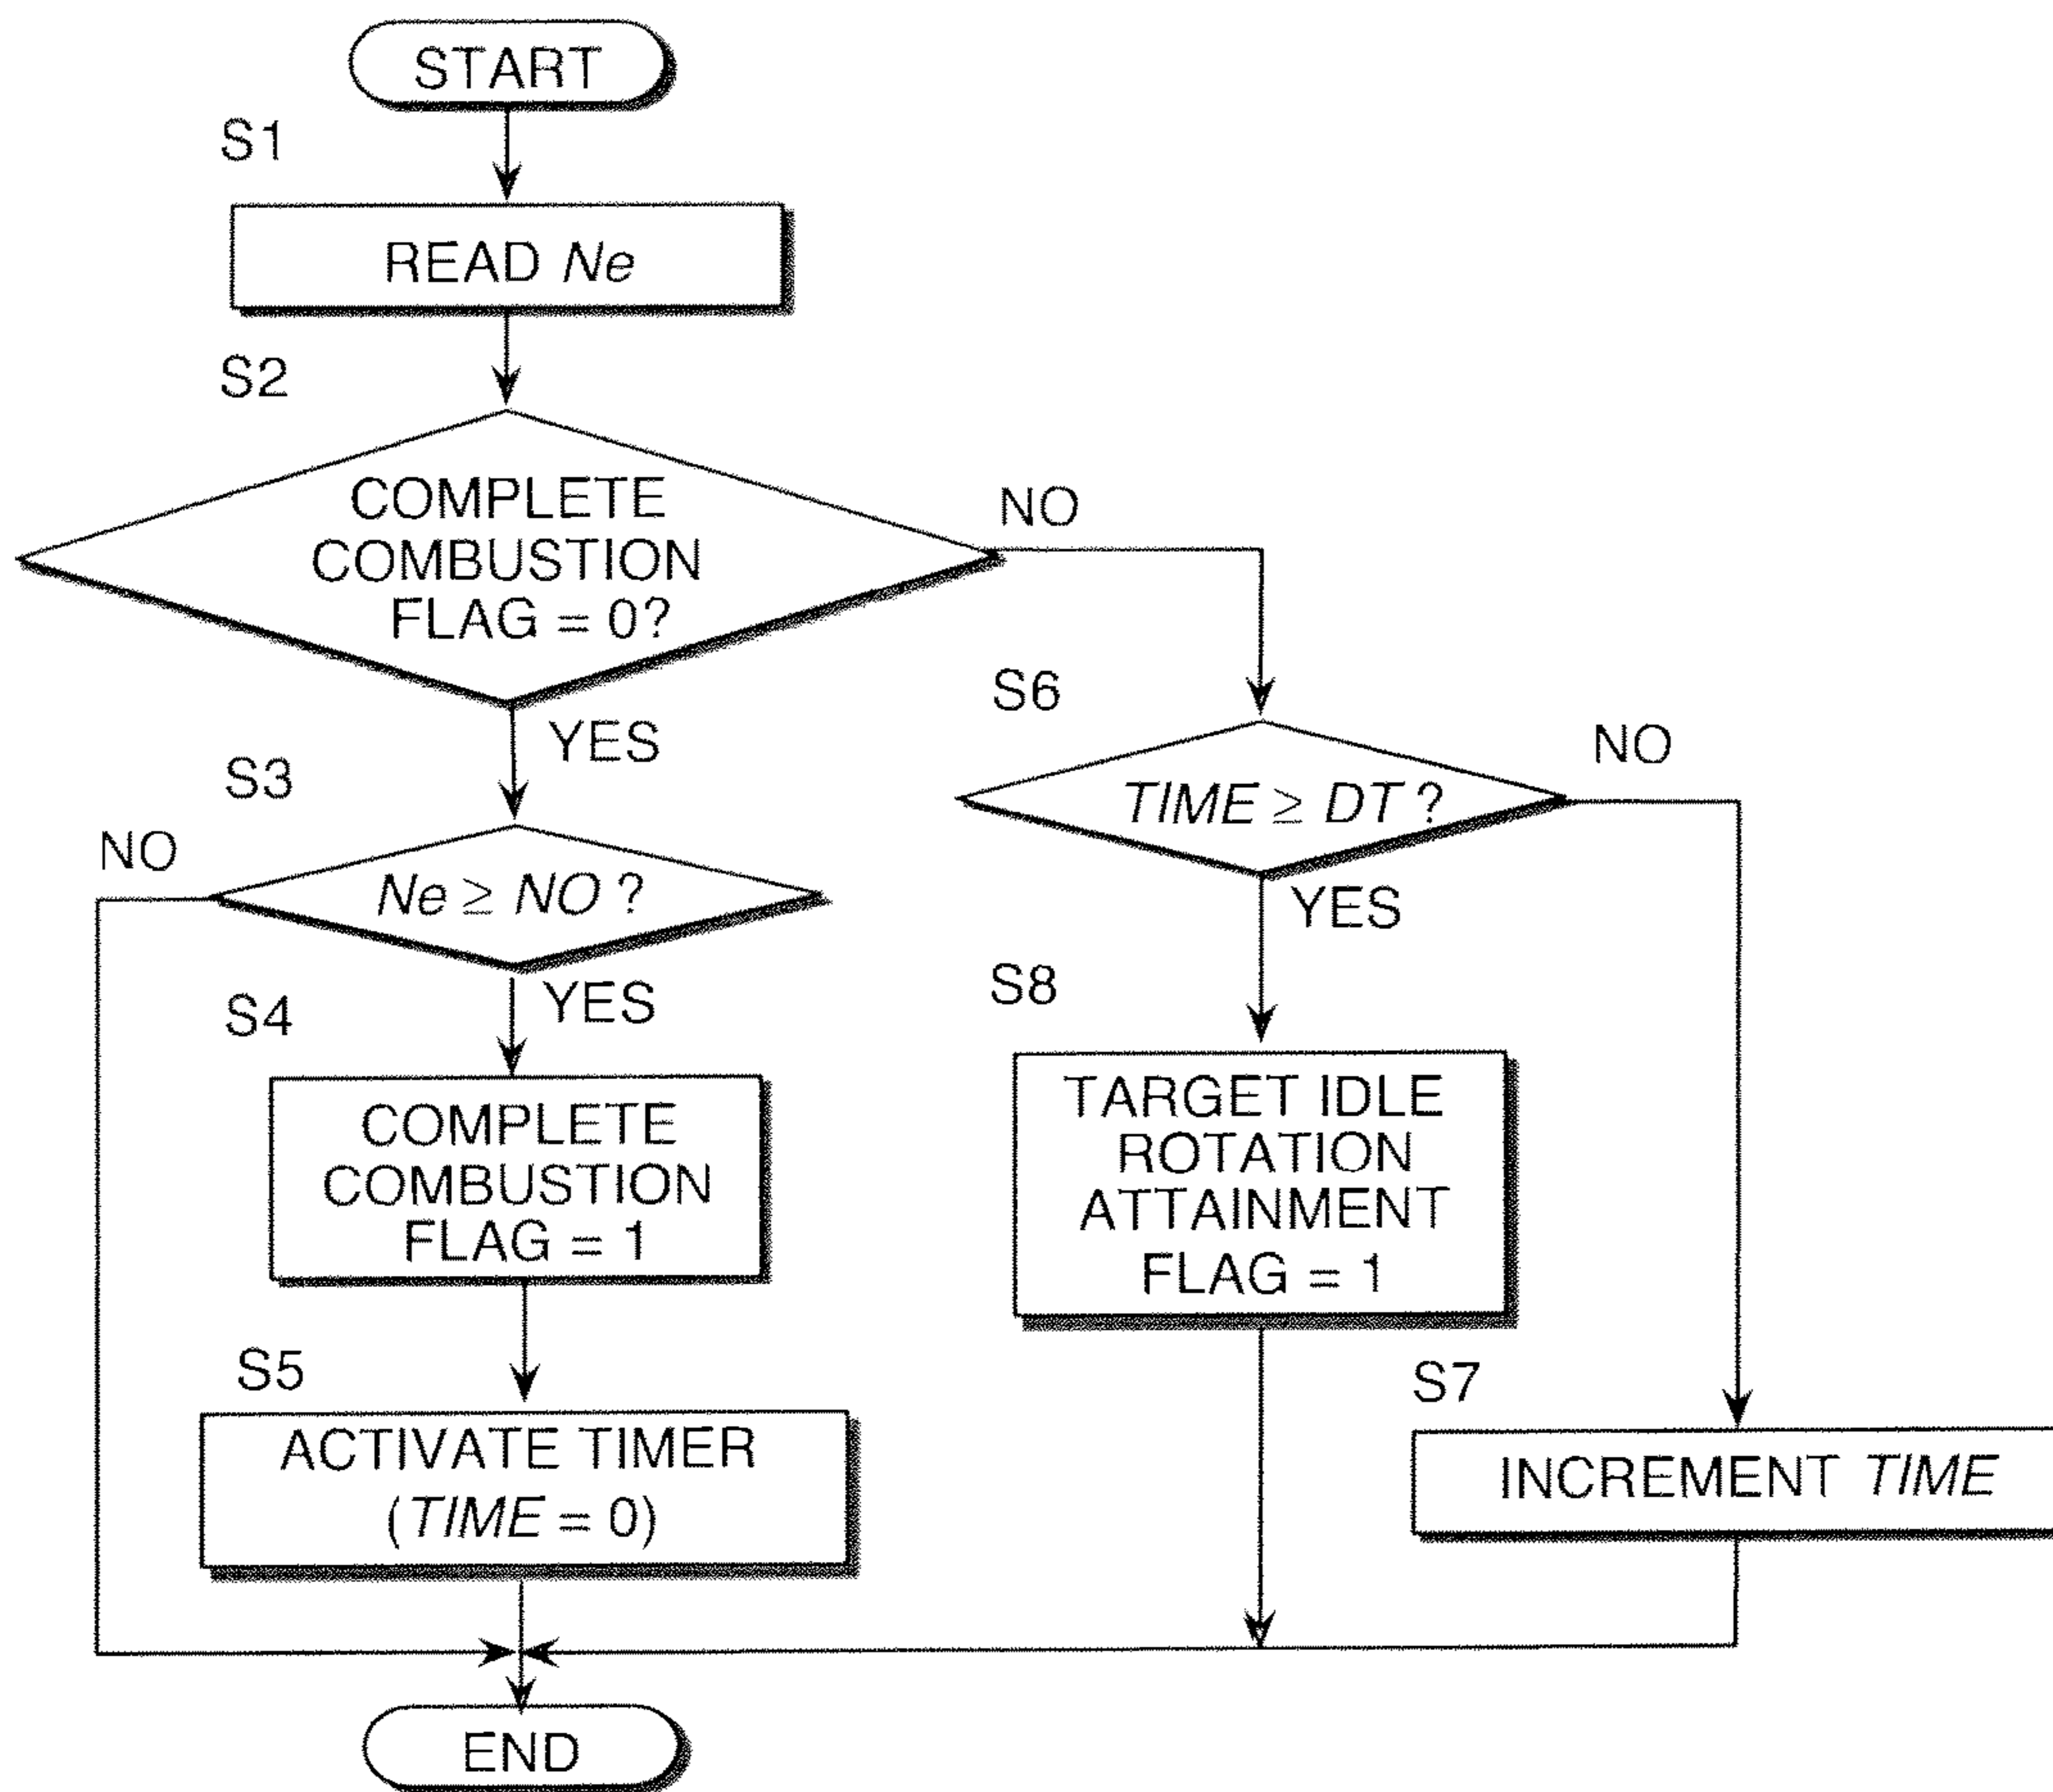 START
S1
READ Ne
S2
COMPLETE
COMBUSTION
FLAG = 0?
NO
YES
S3
NO
Ne ≥ NO ?
YES
S4
COMPLETE
COMBUSTION
FLAG = 1
S5
ACTIVATE TIMER
(TIME = 0)
S6
TIME ≥ DT ?
NO
YES
S8
TARGET IDLE
ROTATION
ATTAINMENT
FLAG = 1
S7
INCREMENT TIME
END